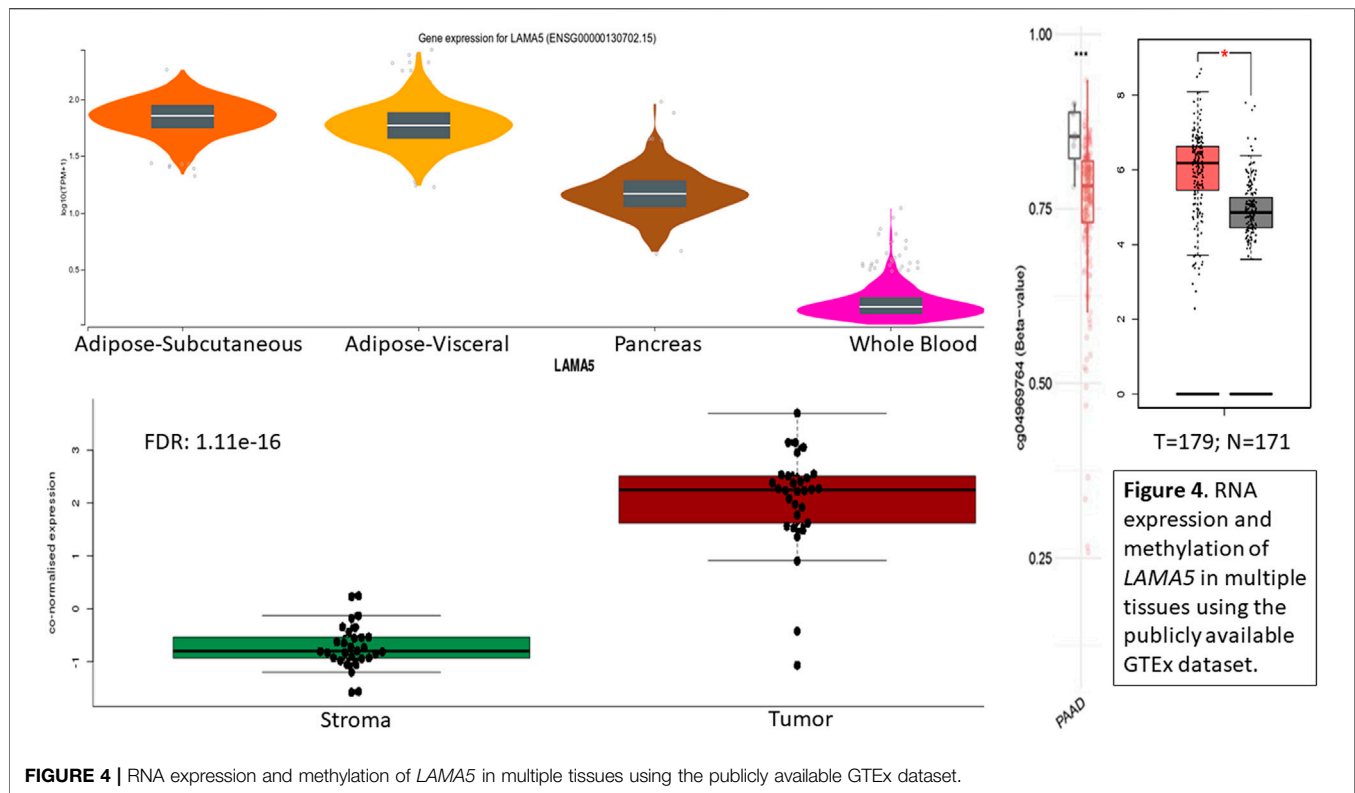 Gene expression for LAMA5 (ENSG00000130702.15)
log10(TPM+1)
2.0
1.5
1.0
0.5
Adipose-Subcutaneous
Adipose-Visceral
Pancreas
Whole Blood
LAMA5
FDR: 1.11e-16
co-normalised expression
3
2
1
0
-1
Stroma
Tumor
cg04969764 (Beta-value)
1.00
0.75
0.50
0.25
***
PAAD
*
8
6
4
2
0
T=179; N=171
Figure 4. RNA
expression and
methylation of
LAMA5 in multiple
tissues using the
publicly available
GTEx dataset.
FIGURE 4 | RNA expression and methylation of LAMA5 in multiple tissues using the publicly available GTEx dataset.